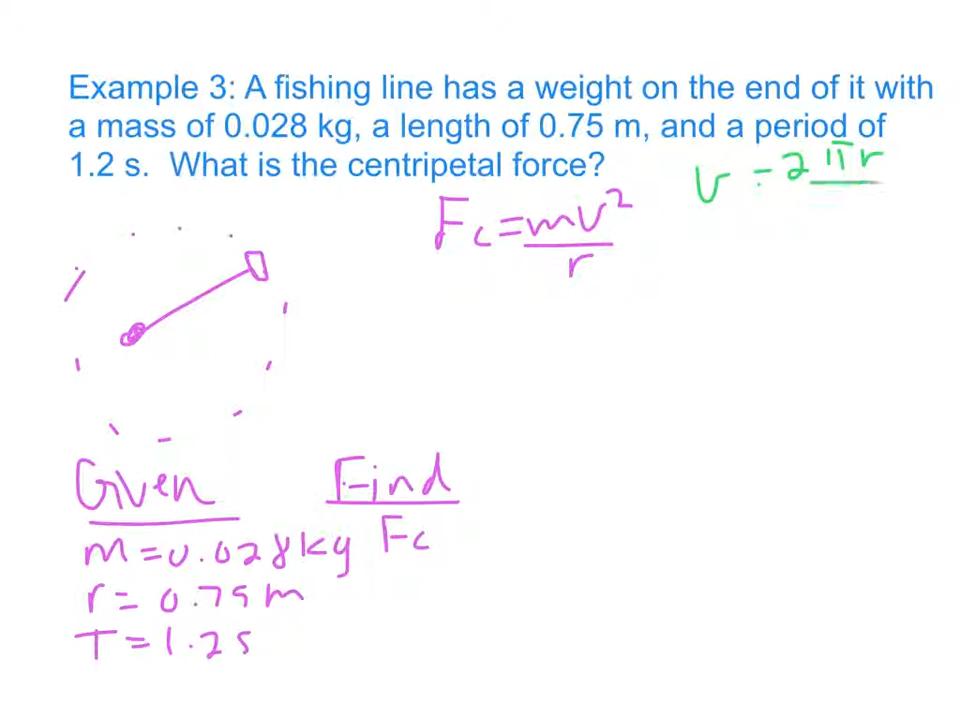 Example 3: A fishing line has a weight on the end of it with
a mass of 0.028 kg, a length of 0.75 m, and a period of
1.2 s. What is the centripetal force?
v = 2πr
Fc = mv²
r
Given
m = 0.028 kg
r = 0.75 m
T = 1.2 s
Find
Fc